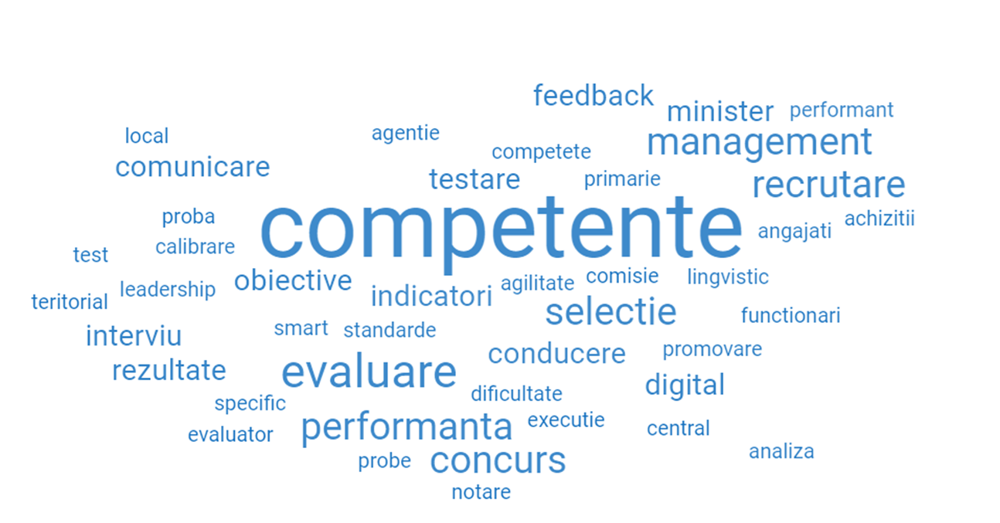 feedback
minister performant
local agentie management
competete
comunicare testare primarie recrutare
proba competente achizitii
angajati
test calibrare
obiective agilitate comisie lingvistic
teritorial leadership indicatori
selectie functionari
interviu smart standarde
conducere promovare
rezultate evaluare digital
specific dificultate
evaluator performanta executie central
analiza
probe concurs
notare